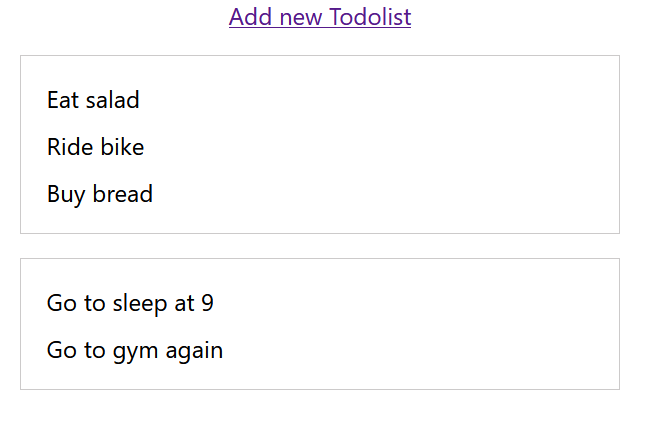 Add new Todolist
Eat salad
Ride bike
Buy bread
Go to sleep at 9
Go to gym again